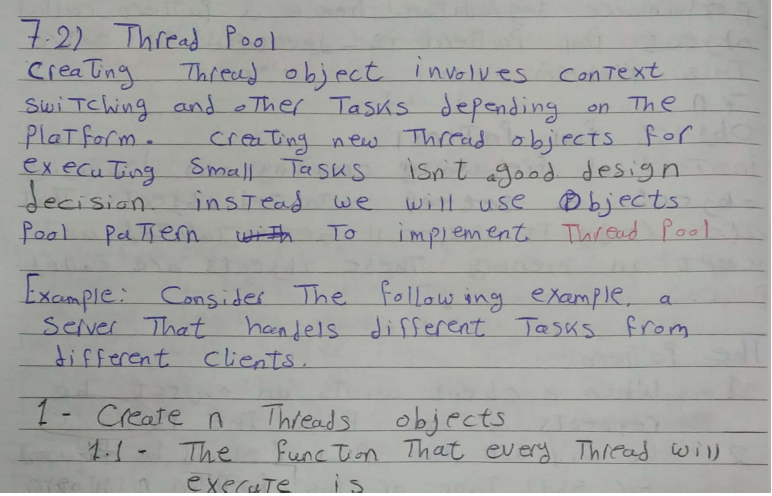 7.2) Thread Pool
Creating Thread object involves context
switching and other Tasks depending on The
Platform. Creating new Thread objects for
executing small Tasks isn't a good design
decision. instead we will use Objects
Pool paTTern with To implement Thread Pool
Example: Consider The following example, a
server That handels different Tasks from
different clients.
1 - Create n Threads objects
1.1 - The function That every Thread will
execute is